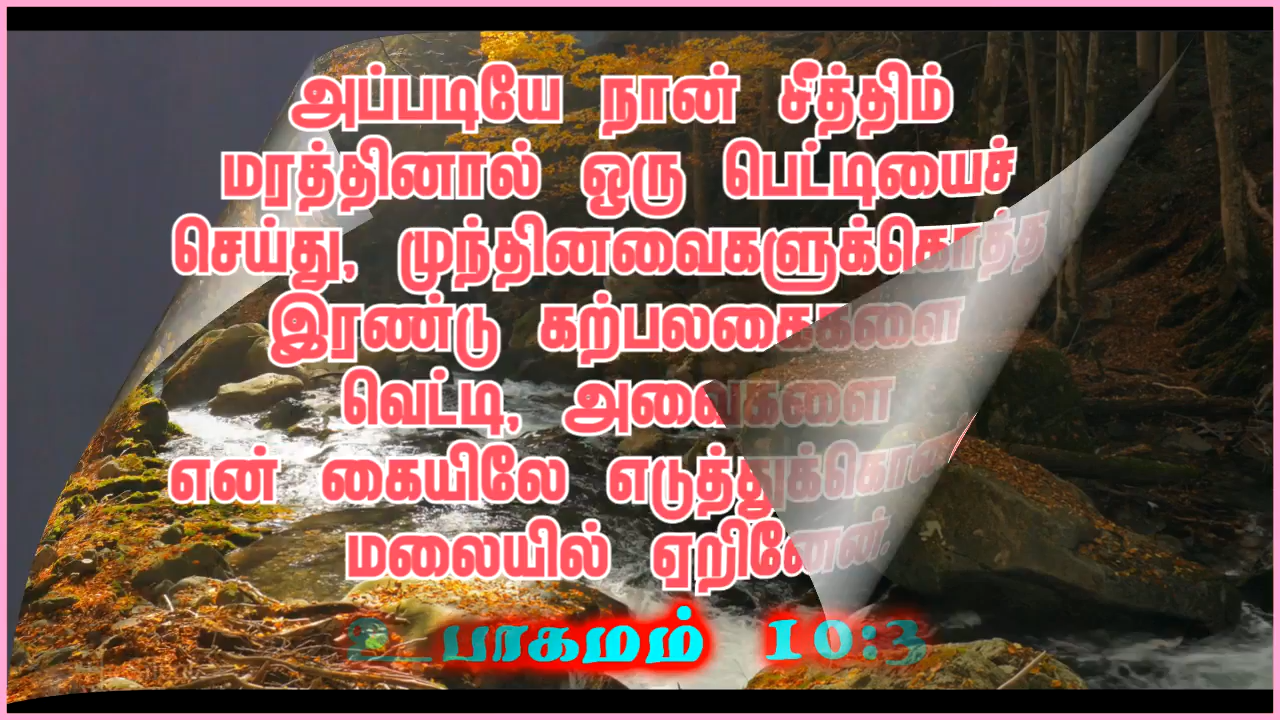 அப்படியே நான் சீத்திம்
மரத்தினால் ஒரு பெட்டியைச்
செய்து, முந்தினவைகளுக்கொத்த
இரண்டு கற்பலகைகளை
வெட்டி, அவைகளை
என் கையிலே
மலையில் ஏறினேன்.
உபாகமம் 10:3